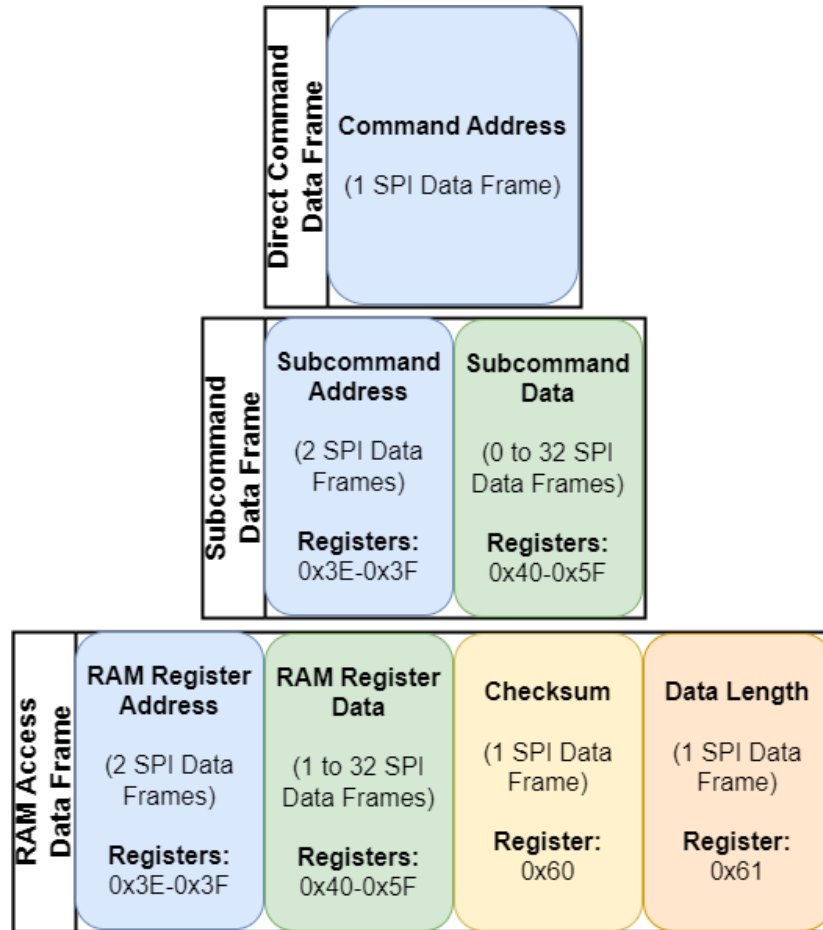 Direct Command
Data Frame
Command Address
(1 SPI Data Frame)
Subcommand
Data Frame
Subcommand
Address
(2 SPI Data
Frames)
Registers:
0x3E-0x3F
Subcommand
Data
(0 to 32 SPI
Data Frames)
Registers:
0x40-0x5F
RAM Access
Data Frame
RAM Register
Address
(2 SPI Data
Frames)
Registers:
0x3E-0x3F
RAM Register
Data
(1 to 32 SPI
Data Frames)
Registers:
0x40-0x5F
Checksum
(1 SPI Data
Frame)
Register:
0x60
Data Length
(1 SPI Data
Frame)
Register:
0x61